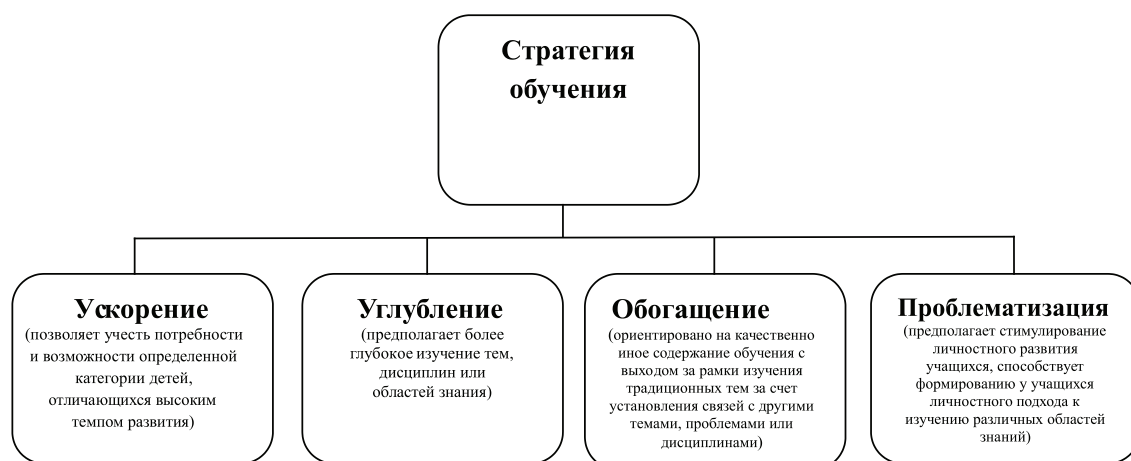 Стратегия
обучения
Ускорение
(позволяет учесть потребности
и возможности определенной
категории детей,
отличающихся высоким
темпом развития)
Углубление
(предполагает более
глубокое изучение тем,
дисциплин или
областей знания)
Обогащение
(ориентировано на качественно
иное содержание обучения с
выходом за рамки изучения
традиционных тем за счет
установления связей с другими
темами, проблемами или
дисциплинами)
Проблематизация
(предполагает стимулирование
личностного развития
учащихся, способствует
формированию у учащихся
личностного подхода к
изучению различных областей
знаний)